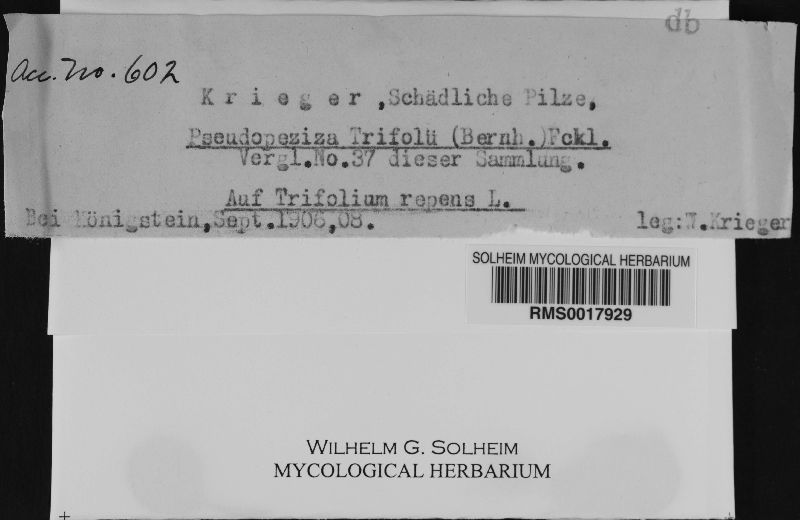 db
Acc. No. 602
Krieger, Schädliche Pilze,
Pseudopeziza Trifolii (Bernh.) Fckl.
Vergl. No. 37 dieser Sammlung.
Auf Trifolium repens L.
Bei Königstein, Sept. 1906, 08. leg: W. Krieger
SOLHEIM MYCOLOGICAL HERBARIUM
RMS0017929
WILHELM G. SOLHEIM
MYCOLOGICAL HERBARIUM